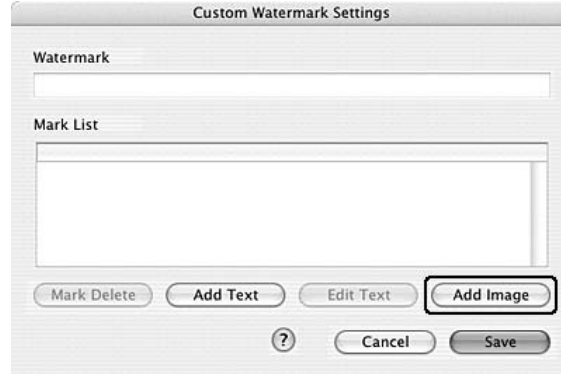 Custom Watermark Settings
Watermark
Mark List
Mark Delete Add Text Edit Text Add Image
? Cancel Save